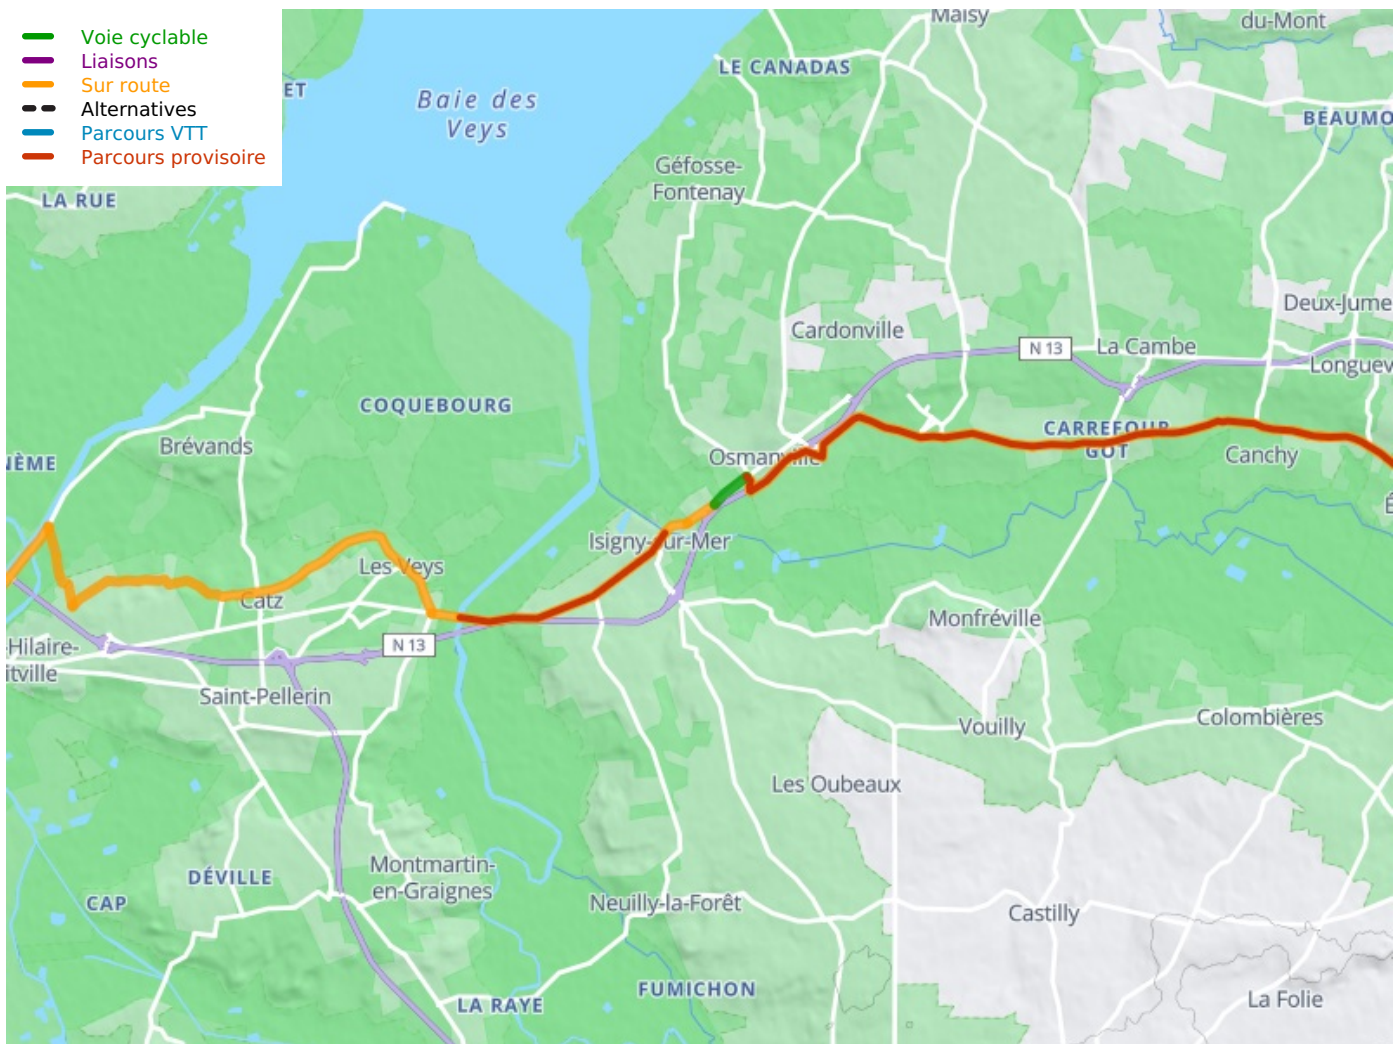 Voie cyclable
Liaisons
Sur route
Alternatives
Parcours VTT
Parcours provisoire
Maisy
du-Mont
LE CANADAS
ET
Baie des
Veys
BEAUMO
Géfosse-
Fontenay
LA RUE
Deux-Jume
Cardonville
N 13
La Cambe
Longuev
COQUEBOURG
CARREFOUR
GOT
Brévands
Osmanville
Canchy
NÈME
É
Isigny-sur-Mer
Les Veys
Catz
Monfréville
-Hilaire-
itville
N 13
Saint-Pellerin
Colombières
Vouilly
Les Oubeaux
Montmartin-
en-Graignes
DÉVILLE
CAP
Neuilly-la-Forêt
Castilly
FUMICHON
LA RAYE
La Folie